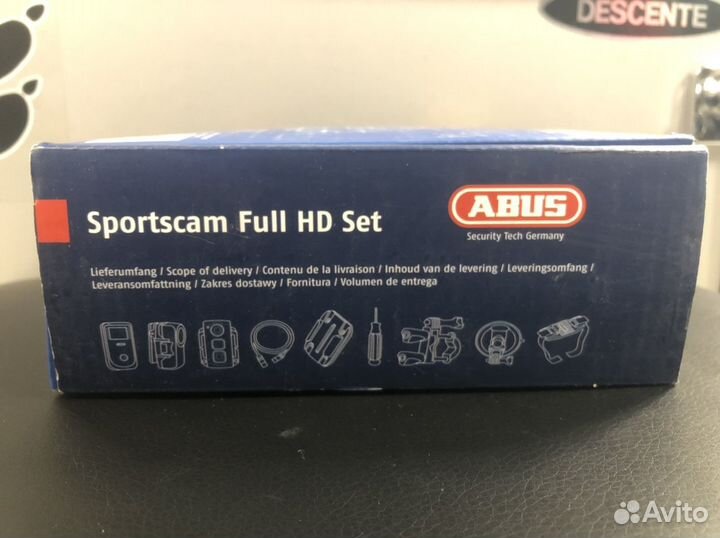 DESCENTE
Sportscam Full HD Set
ABUS
Security Tech Germany
Lieferumfang / Scope of delivery / Contenu de la livraison / Inhoud van de levering / Leveringsomfang /
Leveransomfattning / Zakres dostawy / Fornitura / Volumen de entrega
Avito